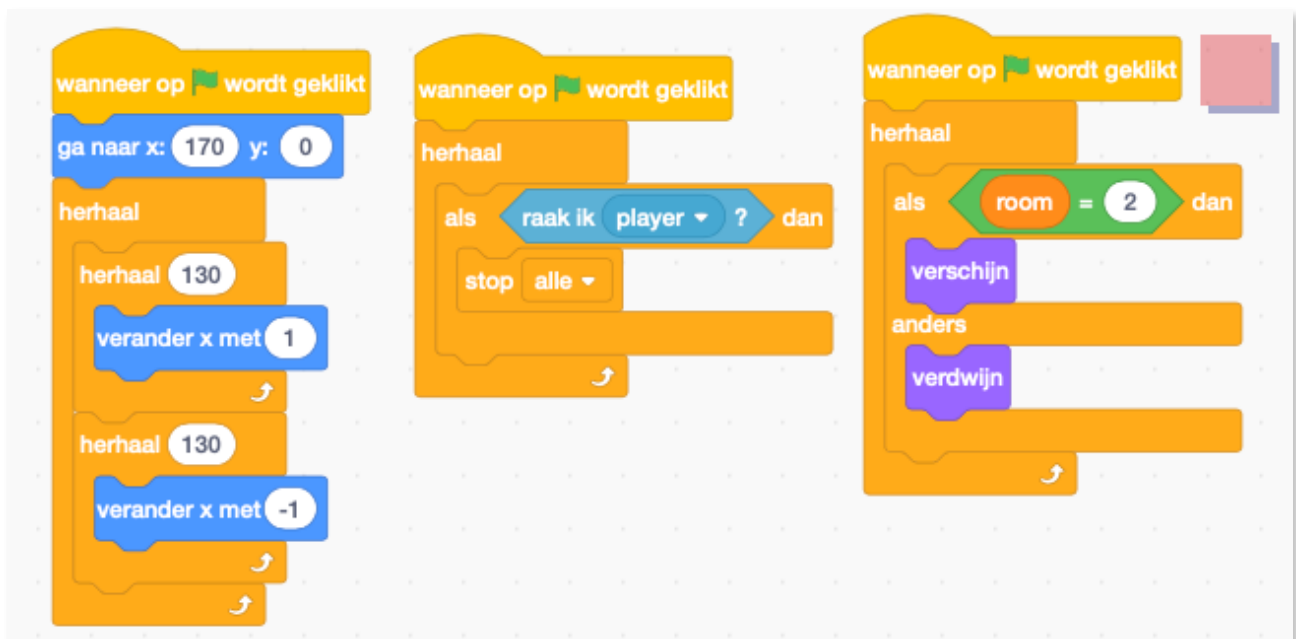 wanneer op wordt geklikt
ga naar x: 170 y: 0
herhaal
herhaal 130
verander x met 1
herhaal 130
verander x met -1
wanneer op wordt geklikt
herhaal
als raak ik player ? dan
stop alle
wanneer op wordt geklikt
herhaal
als room = 2 dan
verschijn
anders
verdwijn